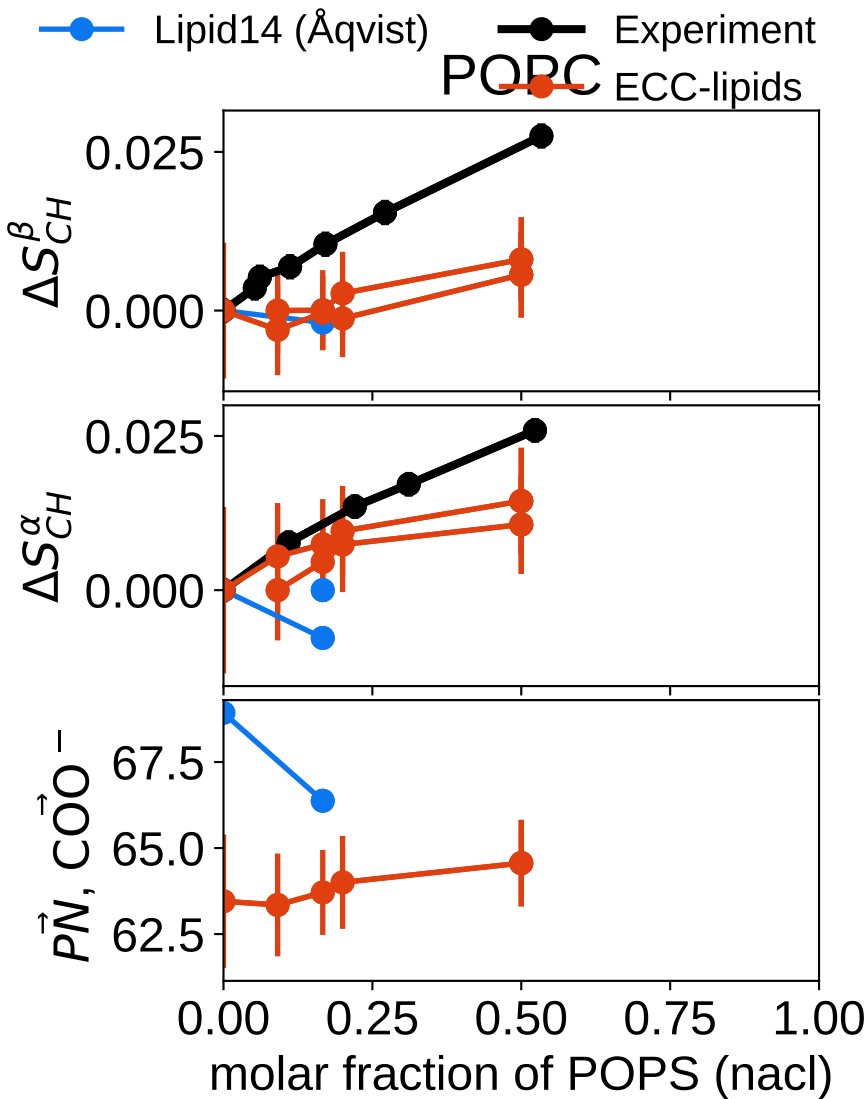 Lipid14 (Åqvist) Experiment
POPC
ECC-lipids
0.025
0.000
ΔS^β_CH
0.025
0.000
ΔS^α_CH
67.5
65.0
62.5
P⃗N, CO⃗O⁻
0.00 0.25 0.50 0.75 1.00
molar fraction of POPS (nacl)